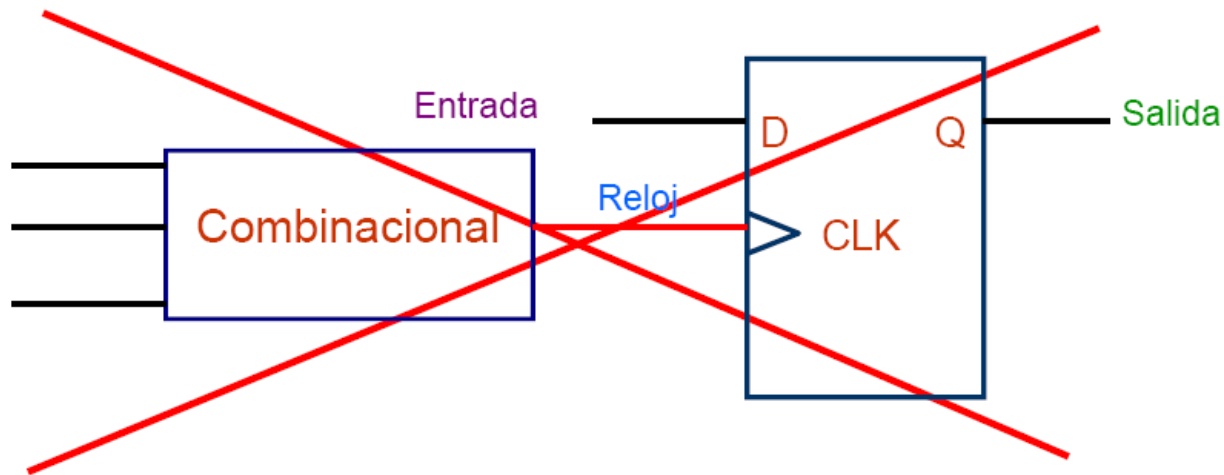 Entrada
D
Q
Salida
Combinacional
Reloj
CLK